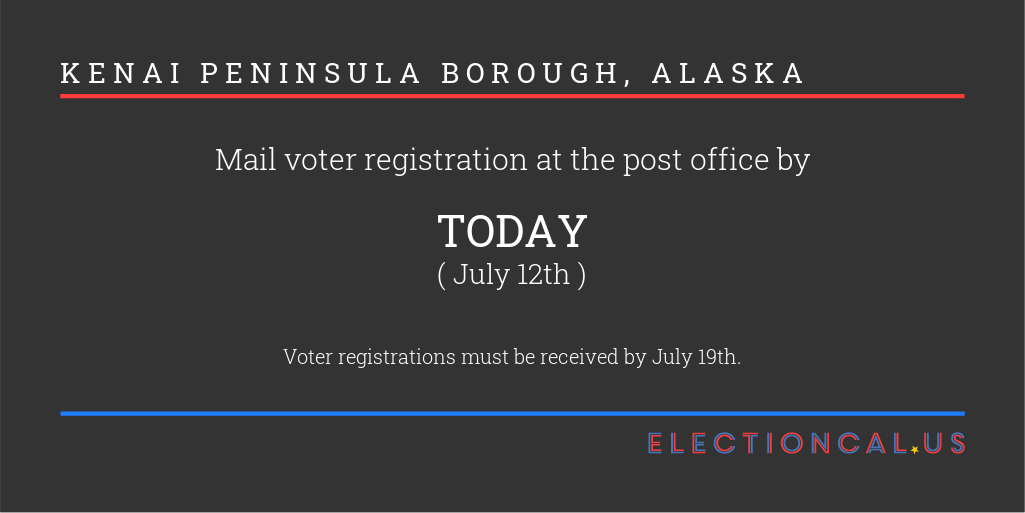 KENAI PENINSULA BOROUGH, ALASKA
Mail voter registration at the post office by
TODAY
( July 12th )
Voter registrations must be received by July 19th.
ELECTIONCAL.US